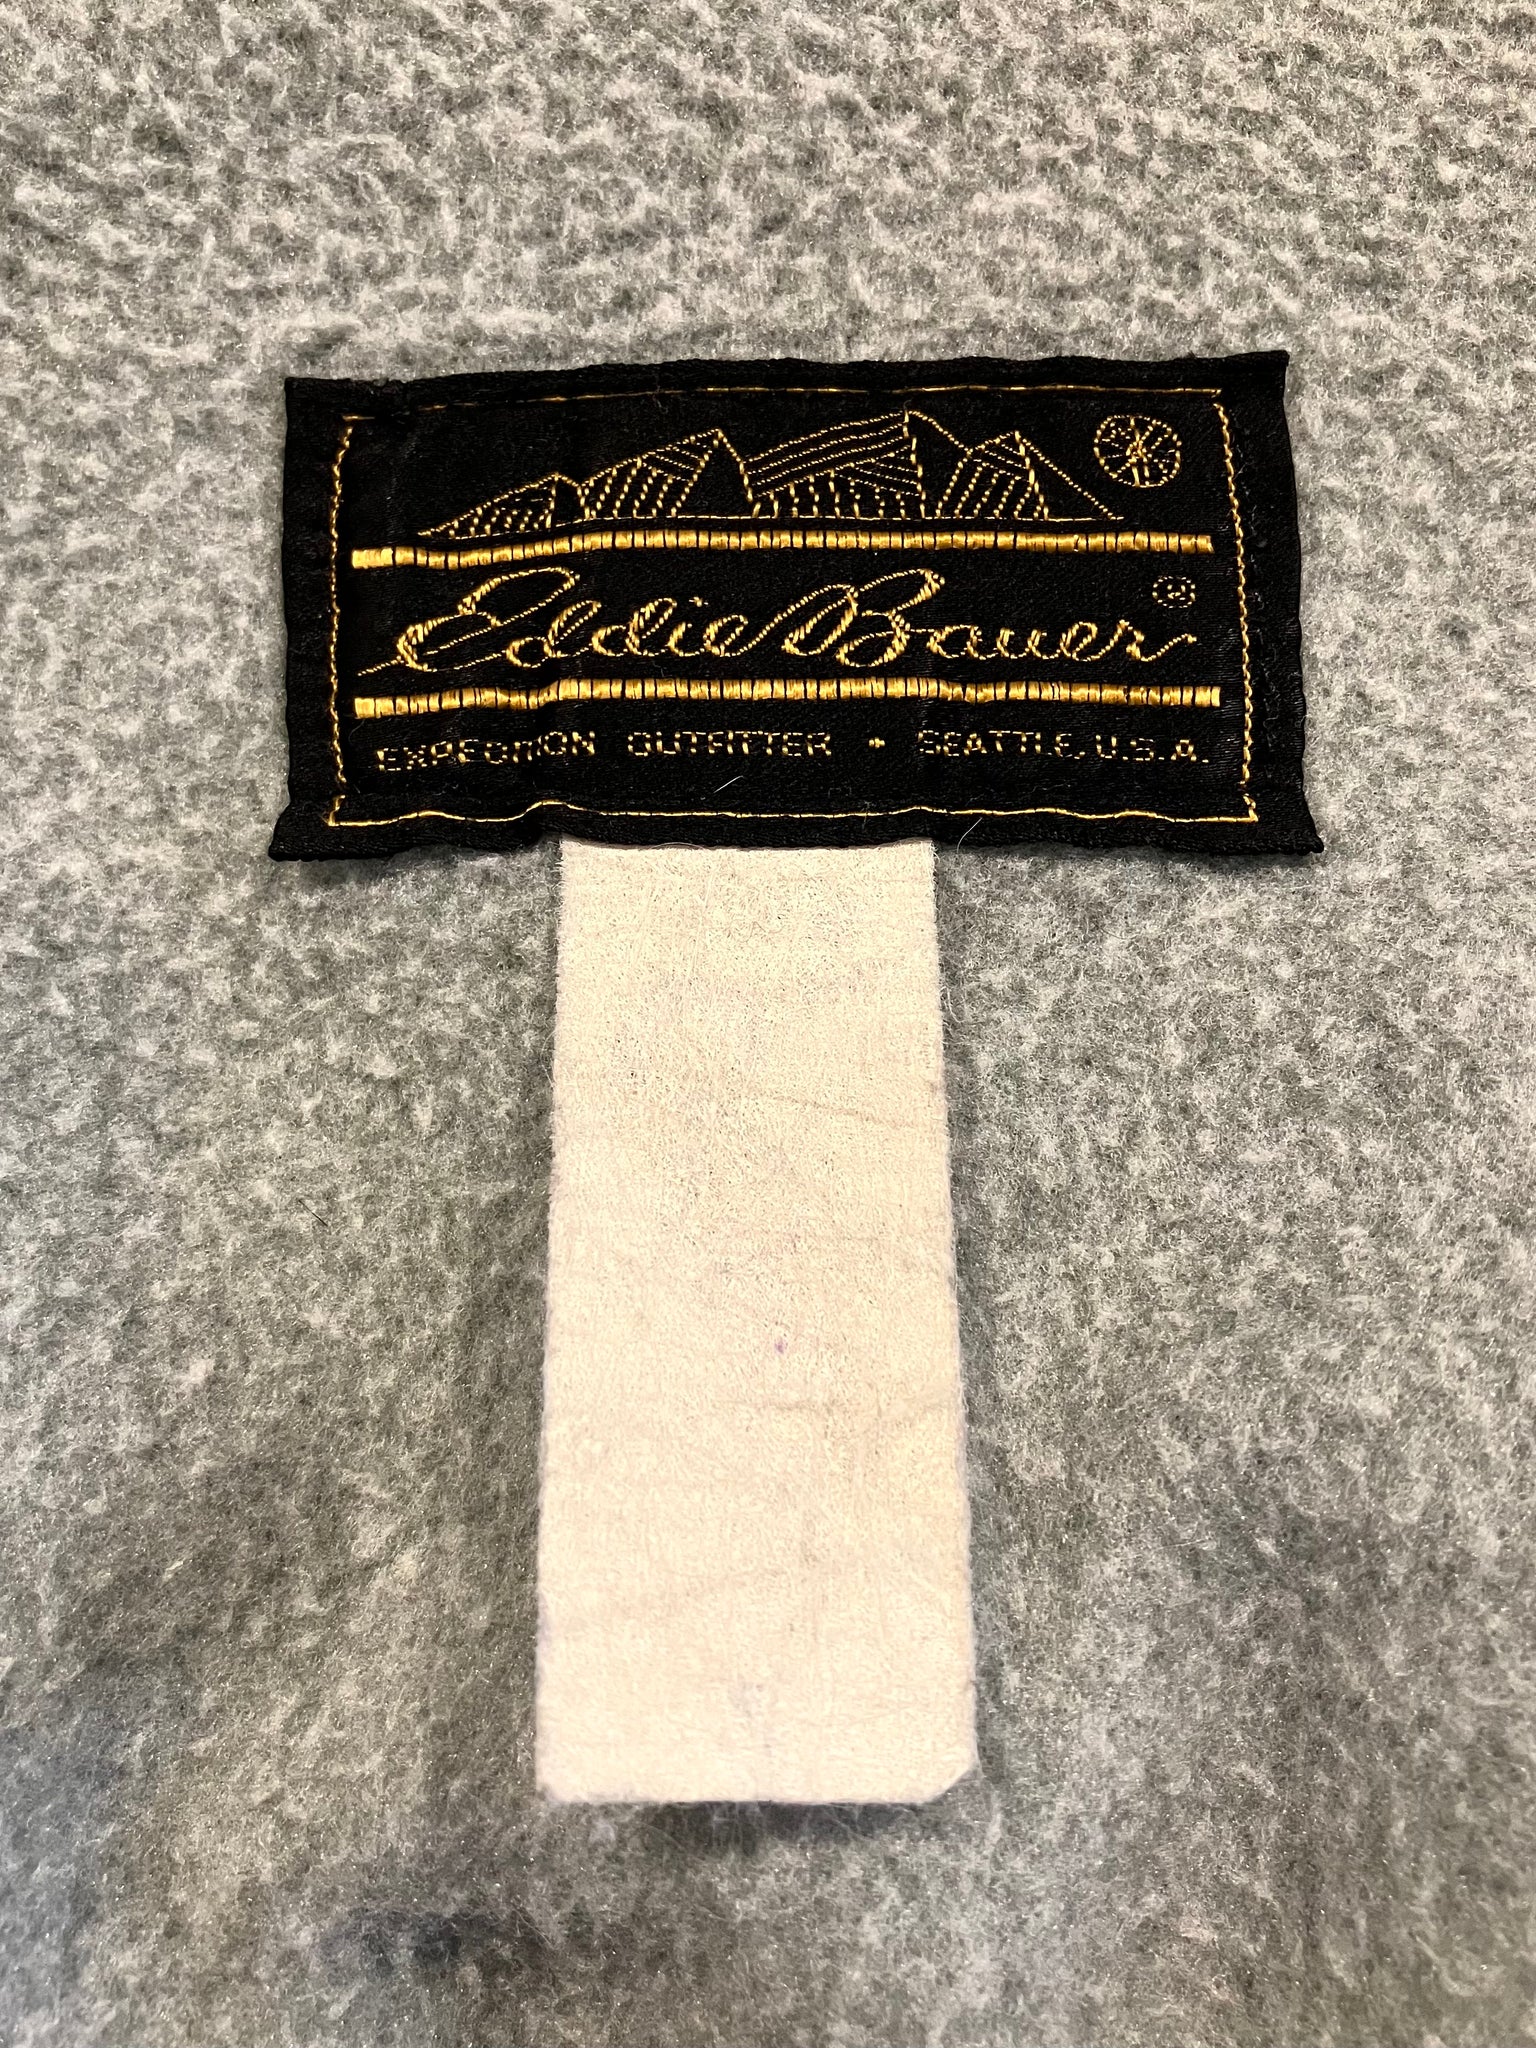 Eddie Bauer ®
EXPEDITION OUTFITTER • SEATTLE, U.S.A.